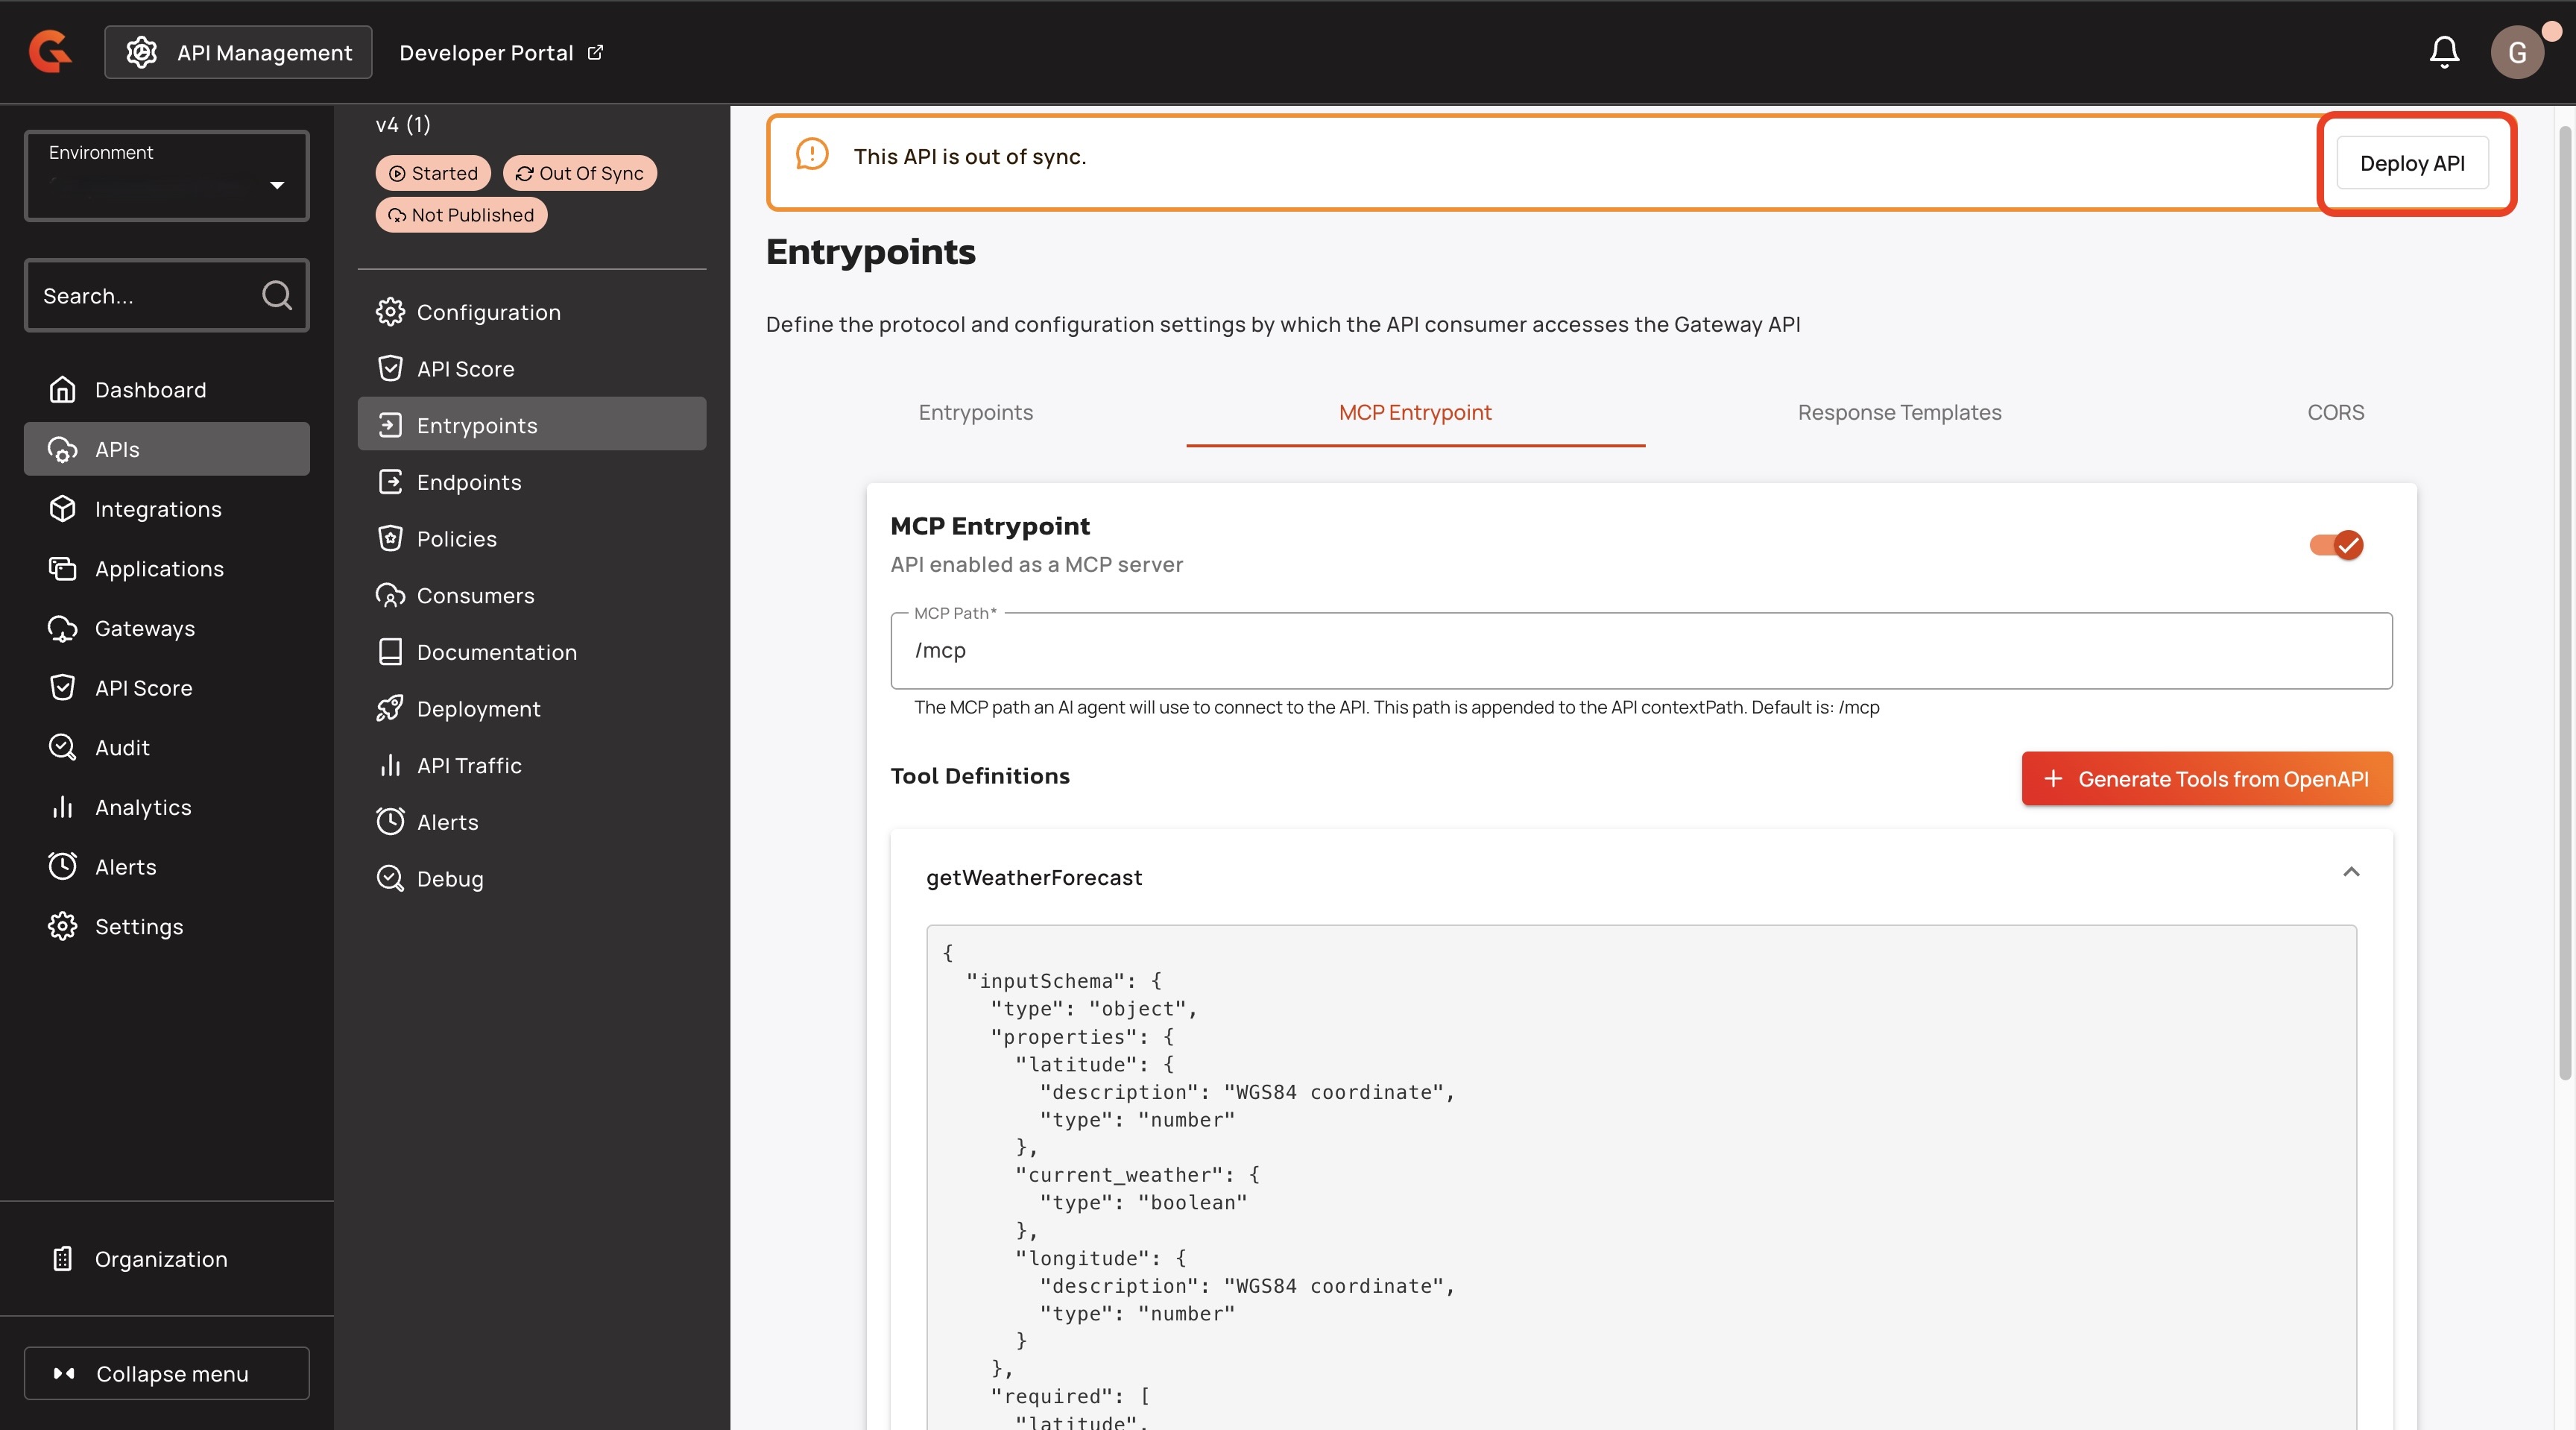 API Management
Developer Portal
G
Environment
Search...
Dashboard
APIs
Integrations
Applications
Gateways
API Score
Audit
Analytics
Alerts
Settings
Organization
Collapse menu
v4 (1)
Started
Out Of Sync
Not Published
Configuration
API Score
Entrypoints
Endpoints
Policies
Consumers
Documentation
Deployment
API Traffic
Alerts
Debug
This API is out of sync.
Deploy API
Entrypoints
Define the protocol and configuration settings by which the API consumer accesses the Gateway API
Entrypoints
MCP Entrypoint
Response Templates
CORS
MCP Entrypoint
API enabled as a MCP server
MCP Path*
/mcp
The MCP path an AI agent will use to connect to the API. This path is appended to the API contextPath. Default is: /mcp
Tool Definitions
+ Generate Tools from OpenAPI
getWeatherForecast
{
"inputSchema": {
"type": "object",
"properties": {
"latitude": {
"description": "WGS84 coordinate",
"type": "number"
},
"current_weather": {
"type": "boolean"
},
"longitude": {
"description": "WGS84 coordinate",
"type": "number"
}
},
"required": [
"latitude",